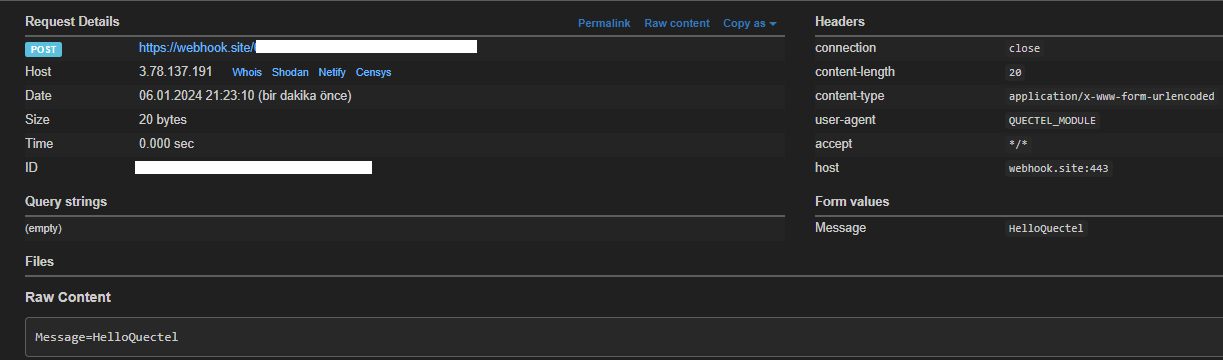 Request Details Permalink Raw content Copy as
POST https://webhook.site/
Host 3.78.137.191 Whois Shodan Netify Censys
Date 06.01.2024 21:23:10 (bir dakika önce)
Size 20 bytes
Time 0.000 sec
ID
Query strings
(empty)
Files
Raw Content
Message=HelloQuectel
Headers
connection close
content-length 20
content-type application/x-www-form-urlencoded
user-agent QUECTEL_MODULE
accept */*
host webhook.site:443
Form values
Message HelloQuectel